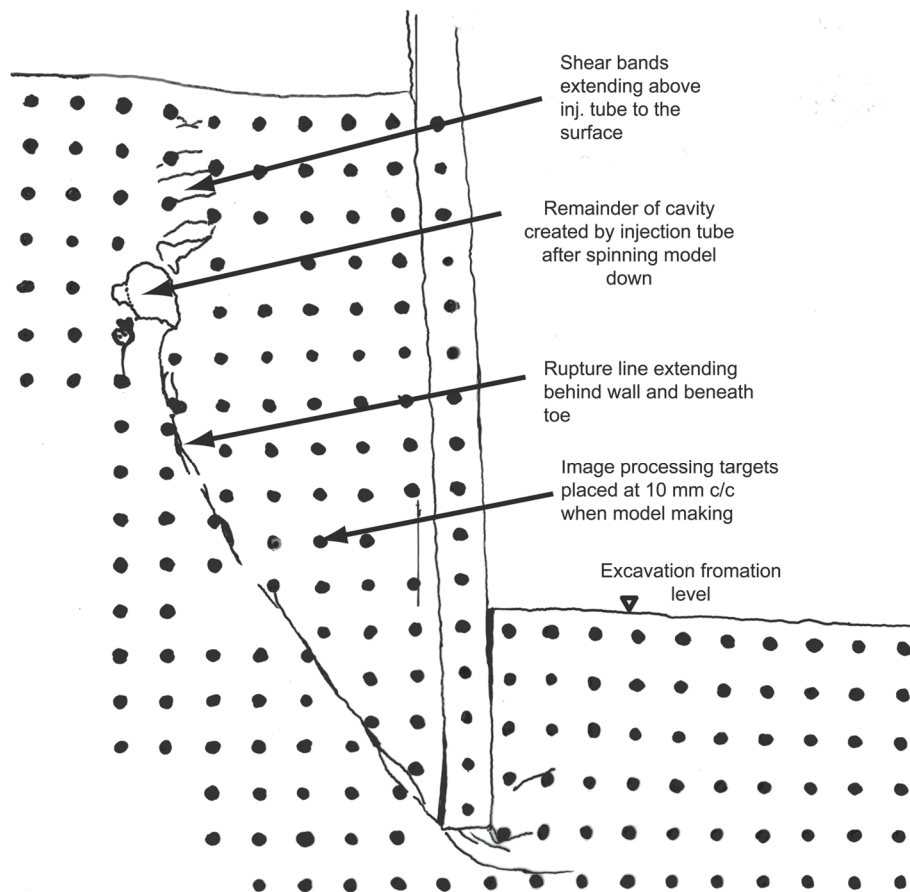 Shear bands
extending above
inj. tube to the
surface
Remainder of cavity
created by injection tube
after spinning model
down
Rupture line extending
behind wall and beneath
toe
Image processing targets
placed at 10 mm c/c
when model making
Excavation fromation
level